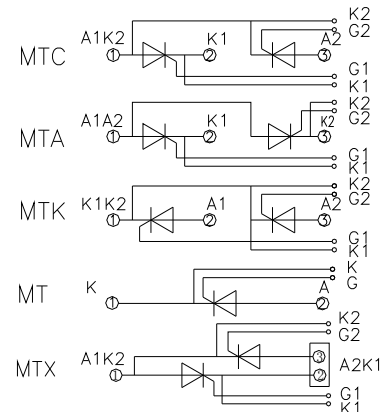 K2
A1K2 K1 A2 G2
MTC 1 2 3
G1
K1
A1A2 K1 K2 K2
G2
MTA 1 2 3
G1
K1
K1K2 A1 A2 K2
G2
MTK 1 2 3
G1
K1
K A K
G
MT 1 2
K2
G2
A1K2 3 A2K1
MTX 1 2
G1
K1